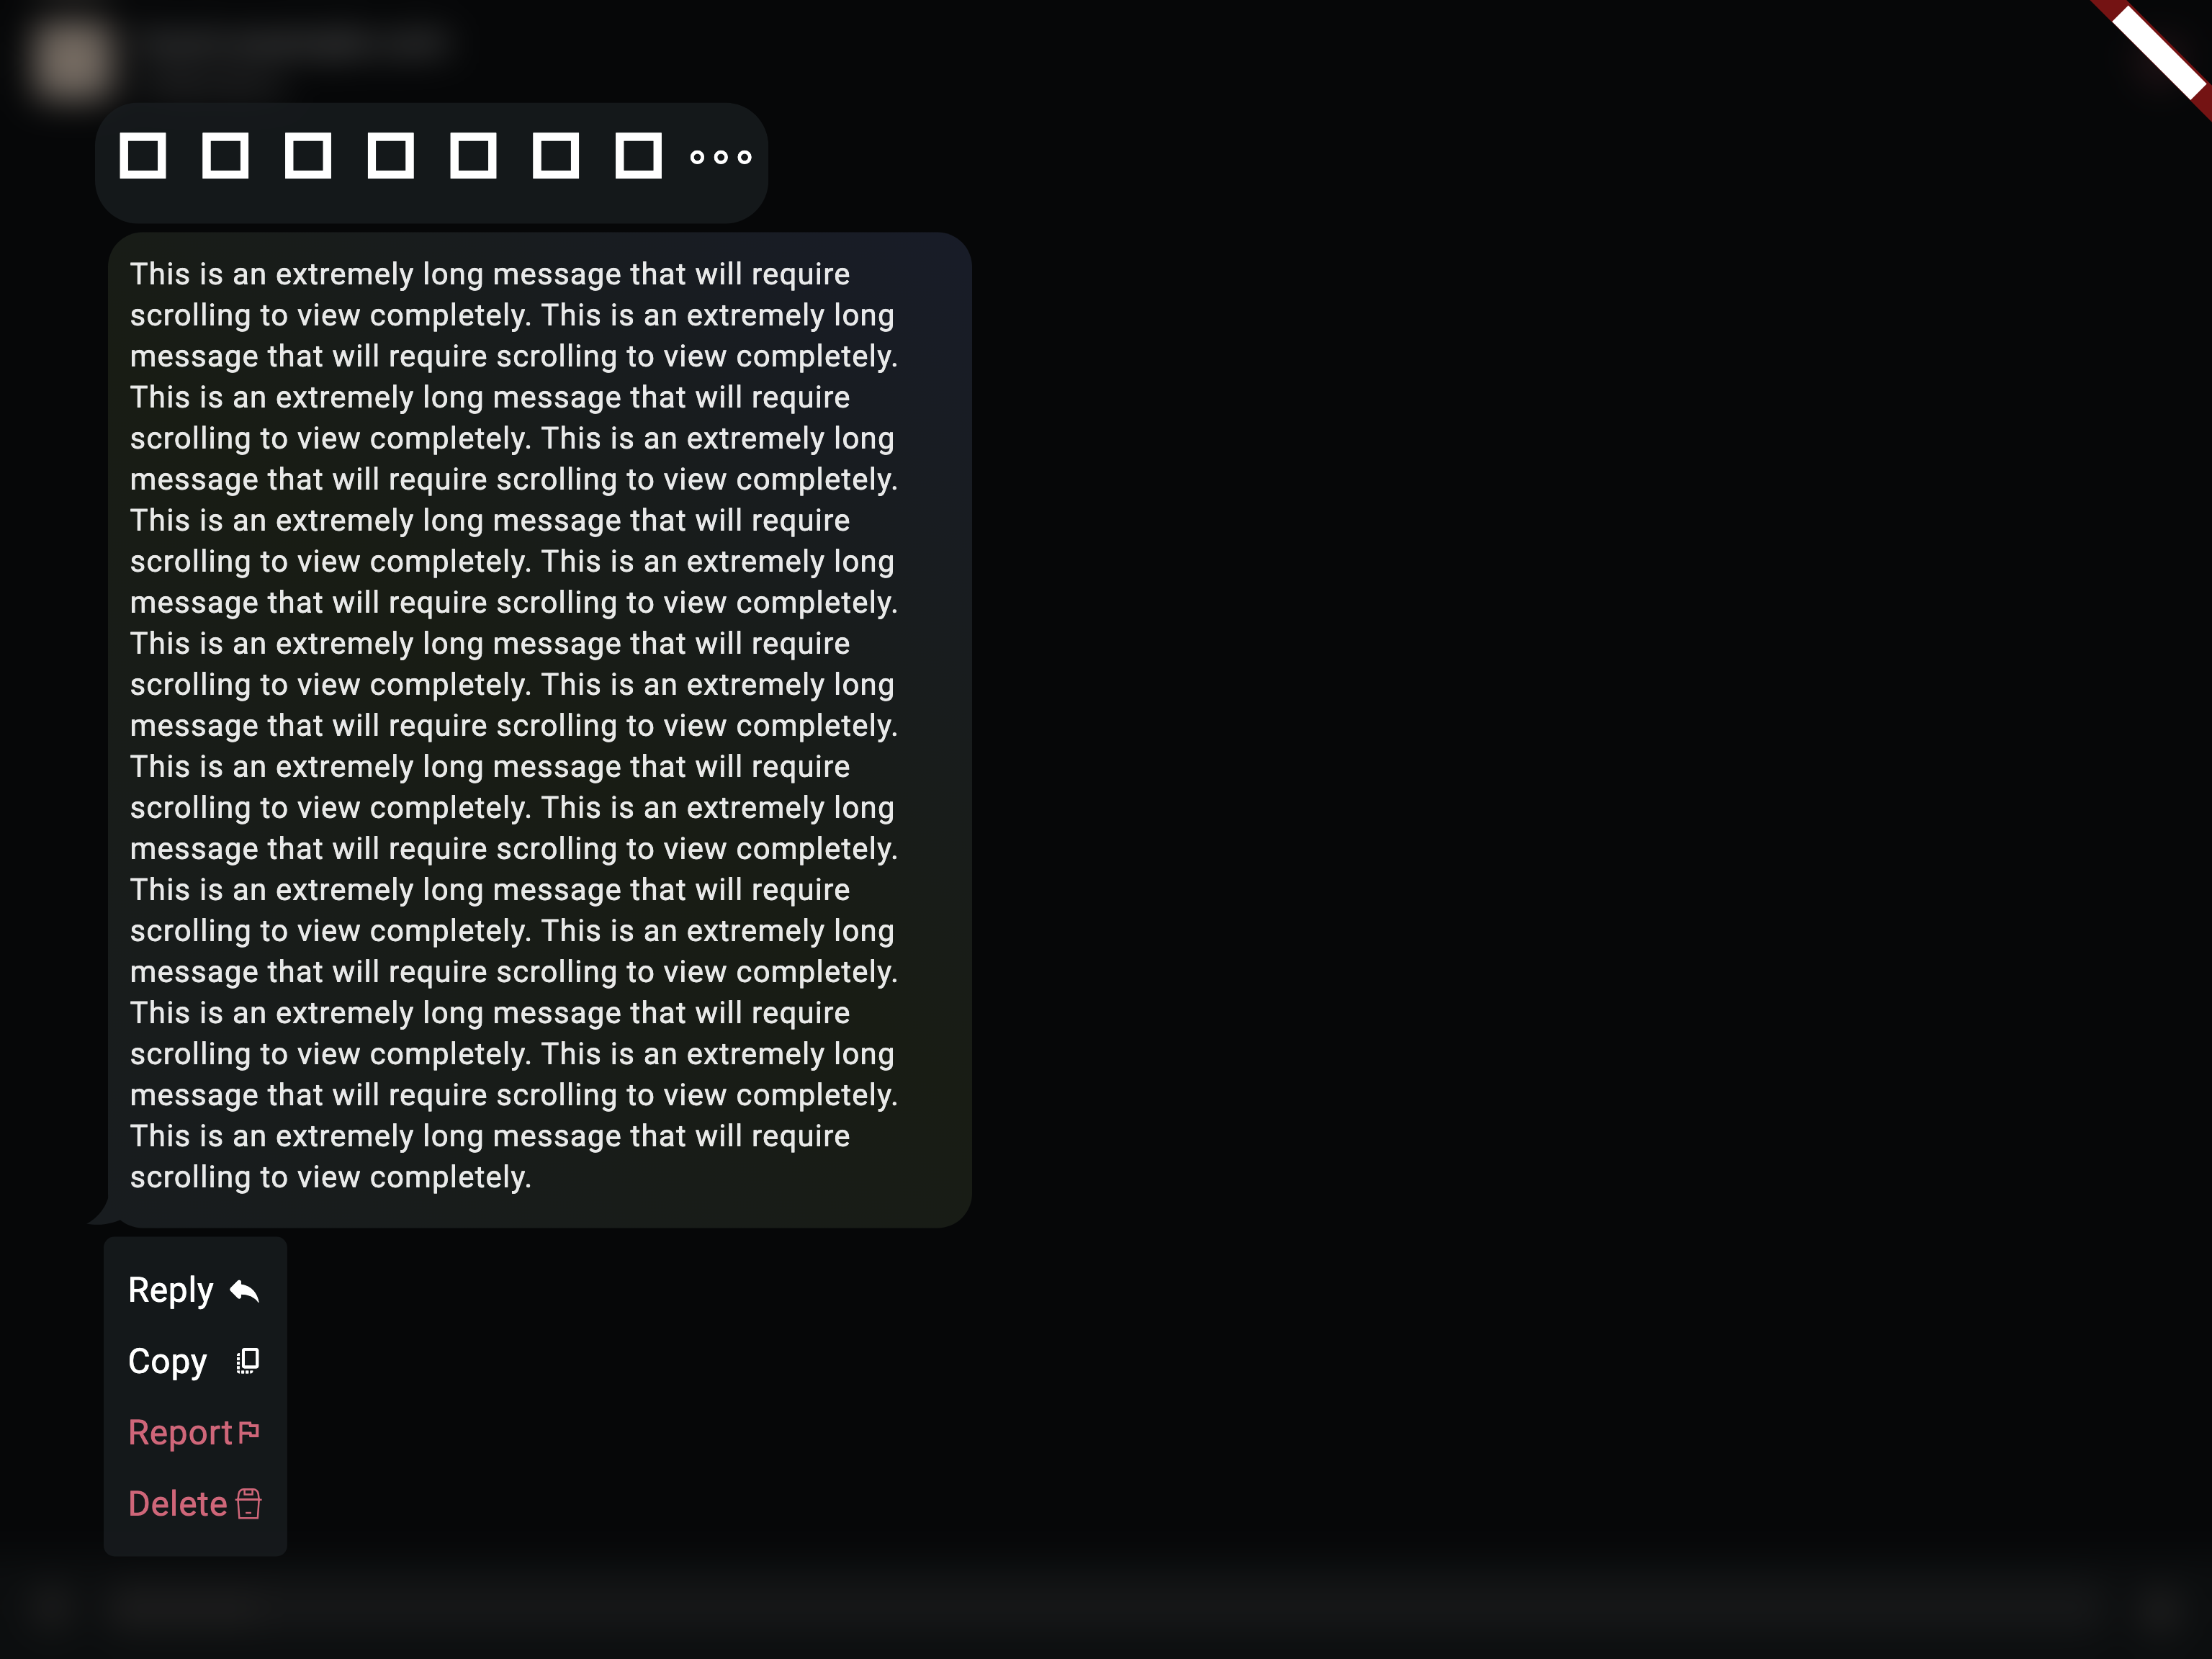 This is an extremely long message that will require
scrolling to view completely. This is an extremely long
message that will require scrolling to view completely.
This is an extremely long message that will require
scrolling to view completely. This is an extremely long
message that will require scrolling to view completely.
This is an extremely long message that will require
scrolling to view completely. This is an extremely long
message that will require scrolling to view completely.
This is an extremely long message that will require
scrolling to view completely. This is an extremely long
message that will require scrolling to view completely.
This is an extremely long message that will require
scrolling to view completely. This is an extremely long
message that will require scrolling to view completely.
This is an extremely long message that will require
scrolling to view completely. This is an extremely long
message that will require scrolling to view completely.
This is an extremely long message that will require
scrolling to view completely. This is an extremely long
message that will require scrolling to view completely.
This is an extremely long message that will require
scrolling to view completely.
Reply
Copy
Report
Delete